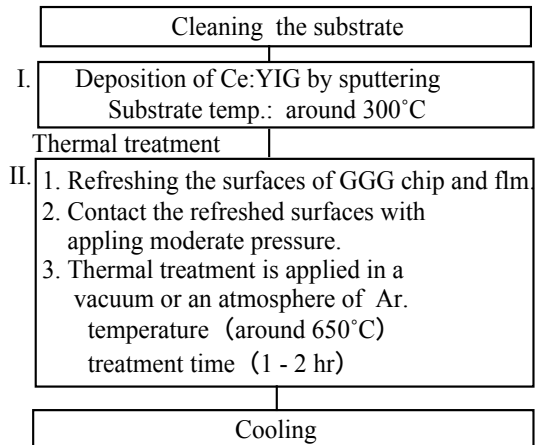 Cleaning the substrate
I. Deposition of Ce:YIG by sputtering
Substrate temp.: around 300˚C
Thermal treatment
II. 1. Refreshing the surfaces of GGG chip and flm.
2. Contact the refreshed surfaces with
appling moderate pressure.
3. Thermal treatment is applied in a
vacuum or an atmosphere of Ar.
temperature (around 650˚C)
treatment time (1 - 2 hr)
Cooling